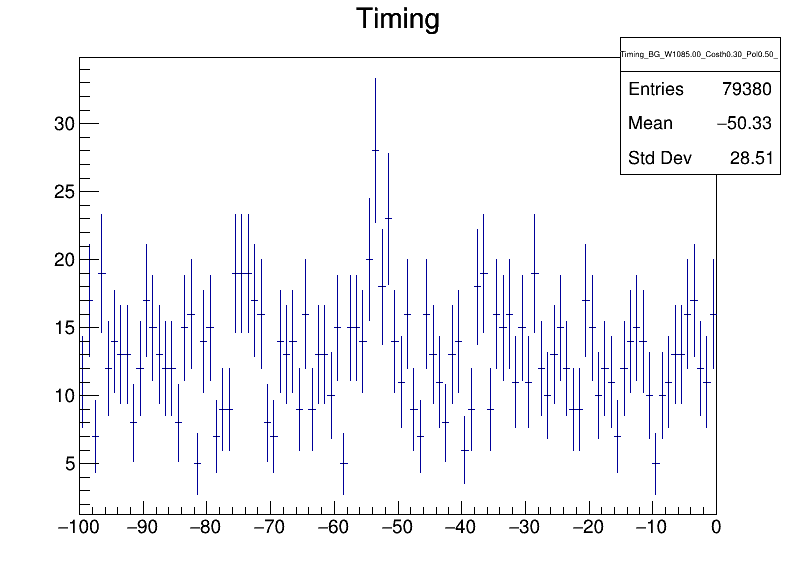 Timing
Timing_BG_W1085.00_Costh0.30_Pol0.50_
Entries 79380
Mean −50.33
Std Dev 28.51
30
25
20
15
10
5
−100 −90 −80 −70 −60 −50 −40 −30 −20 −10 0